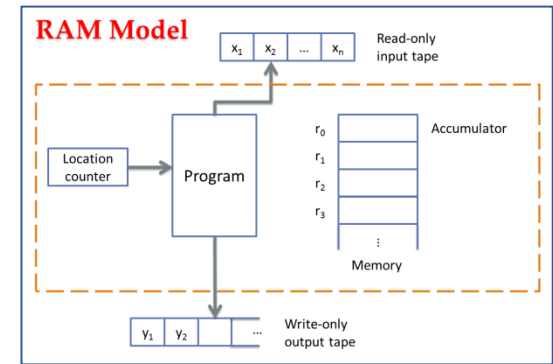 RAM Model
x1 x2 ... xn
Read-only
input tape
Location
counter
Program
r0
Accumulator
r1
r2
r3
⋮
Memory
y1 y2 ...
Write-only
output tape